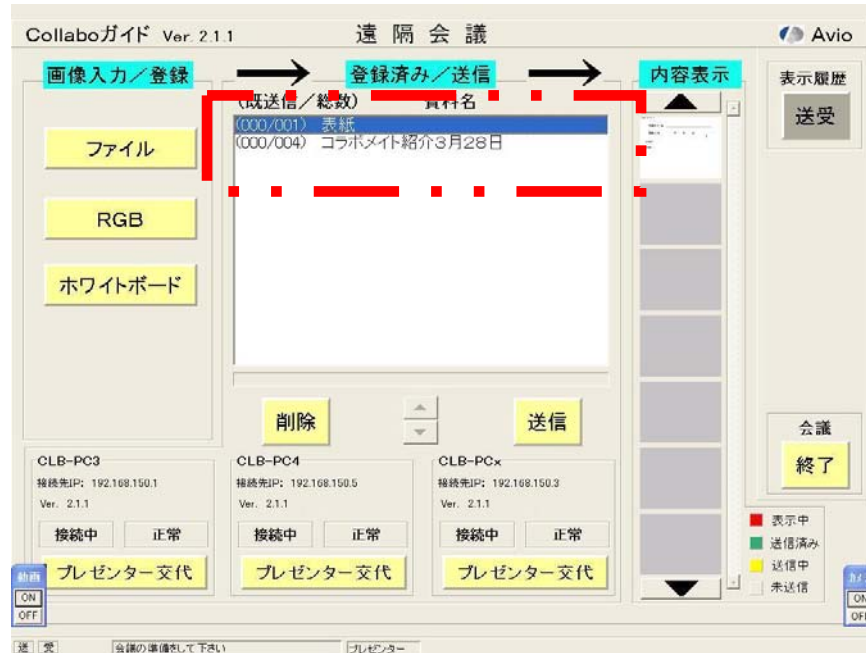 Collaboガイド Ver. 2.1.1 遠隔会議 Avio
画像入力／登録
ファイル
RGB
ホワイトボード
登録済み／送信
(既送信／総数) 資料名
(000/001) 表紙
(000/004) コラボメイト紹介3月28日
削除
送信
内容表示
表示履歴
送受
会議
終了
CLB-PC3
接続先IP: 192.168.150.1
Ver. 2.1.1
接続中 正常
プレゼンター交代
CLB-PC4
接続先IP: 192.168.150.5
Ver. 2.1.1
接続中 正常
プレゼンター交代
CLB-PCx
接続先IP: 192.168.150.3
Ver. 2.1.1
接続中 正常
プレゼンター交代
表示中
送信済み
送信中
未送信
動画
ON
OFF
ON
OFF
送 受 会議の準備をして下さい プレゼンター